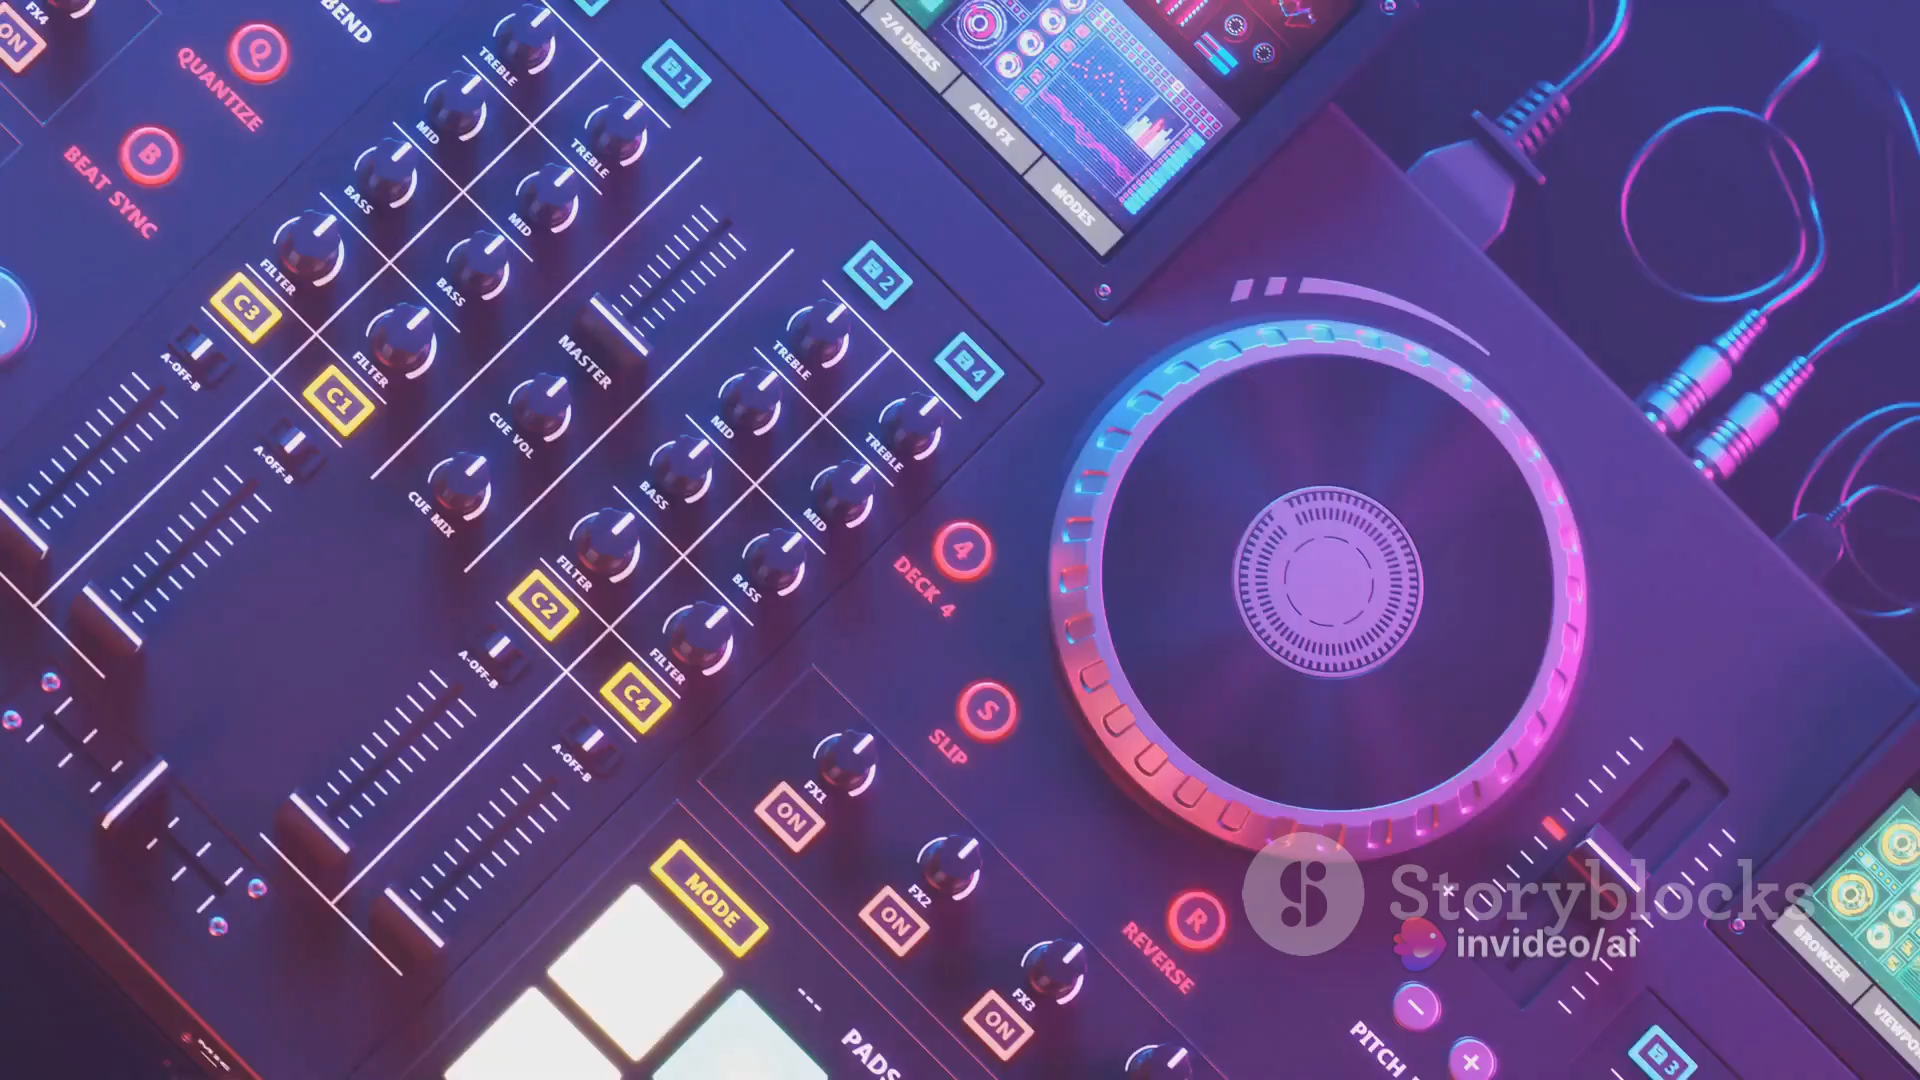 FX4
ON
BEND
Q
QUANTIZE
B
BEAT SYNC
TREBLE
MID
BASS
FILTER
C3
A-OFF-B
1
TREBLE
MID
BASS
FILTER
C1
A-OFF-B
MASTER
CUE VOL
CUE MIX
2/4 DECKS
ADD FX
MODES
2
TREBLE
MID
BASS
FILTER
C2
A-OFF-B
4
TREBLE
MID
BASS
FILTER
C4
A-OFF-B
4
DECK 4
S
SLIP
FX1
ON
FX2
ON
FX3
ON
MODE
PADS
R
REVERSE
Storyblocks
invideo/ai
BROWSER
PITCH
3